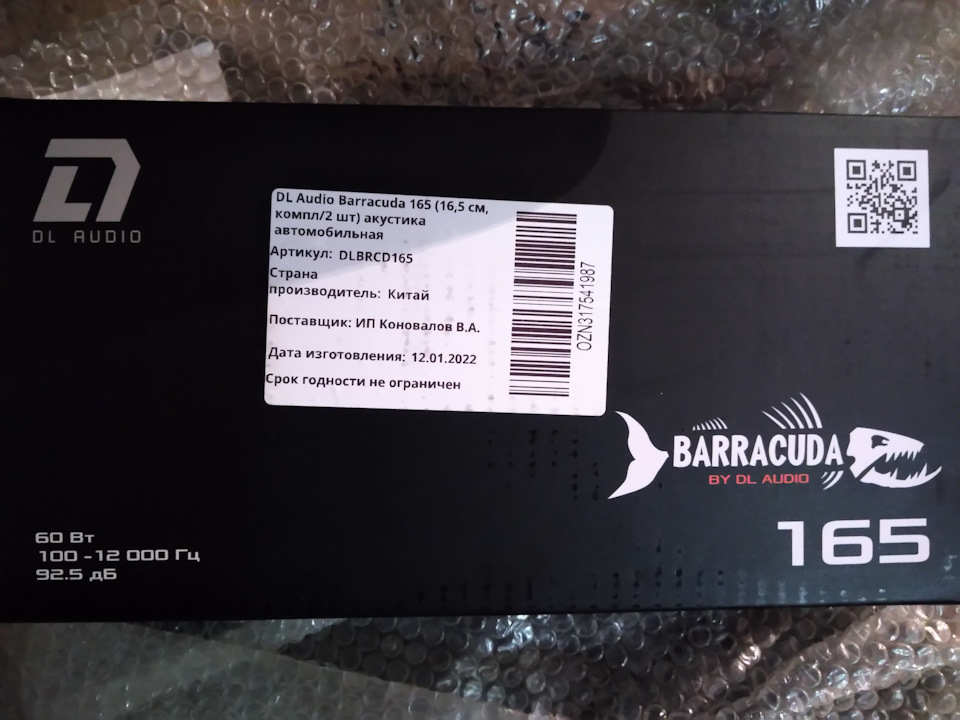 DL AUDIO
DL Audio Barracuda 165 (16,5 см,
компл/2 шт) акустика
автомобильная
Артикул: DLBRCD165
Страна
производитель: Китай
Поставщик: ИП Коновалов В.А.
Дата изготовления: 12.01.2022
Срок годности не ограничен
OZN317541987
BARRACUDA
BY DL AUDIO
165
60 Вт
100 -12 000 Гц
92.5 дБ